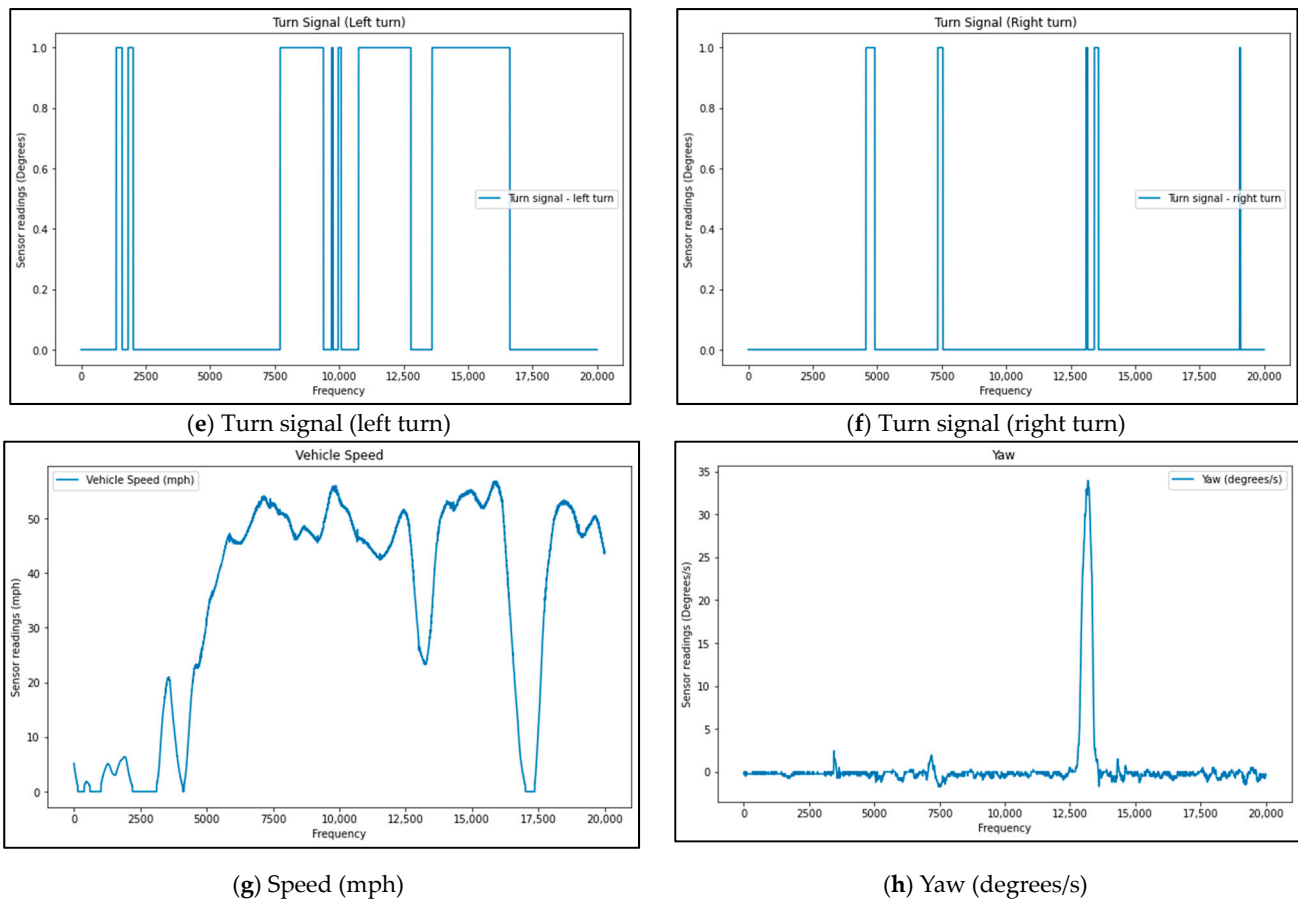 Turn Signal (Left turn)
1.0
0.8
0.6
0.4
0.2
0.0
Sensor readings (Degrees)
Turn signal - left turn
0 2500 5000 7500 10,000 12,500 15,000 17,500 20,000
Frequency
(e) Turn signal (left turn)
Turn Signal (Right turn)
1.0
0.8
0.6
0.4
0.2
0.0
Sensor readings (Degrees)
Turn signal - right turn
0 2500 5000 7500 10,000 12,500 15,000 17,500 20,000
Frequency
(f) Turn signal (right turn)
Vehicle Speed
50
40
30
20
10
0
Sensor readings (mph)
Vehicle Speed (mph)
0 2500 5000 7500 10,000 12,500 15,000 17,500 20,000
Frequency
(g) Speed (mph)
Yaw
35
30
25
20
15
10
5
0
Sensor readings (Degrees/s)
Yaw (degrees/s)
0 2500 5000 7500 10,000 12,500 15,000 17,500 20,000
Frequency
(h) Yaw (degrees/s)